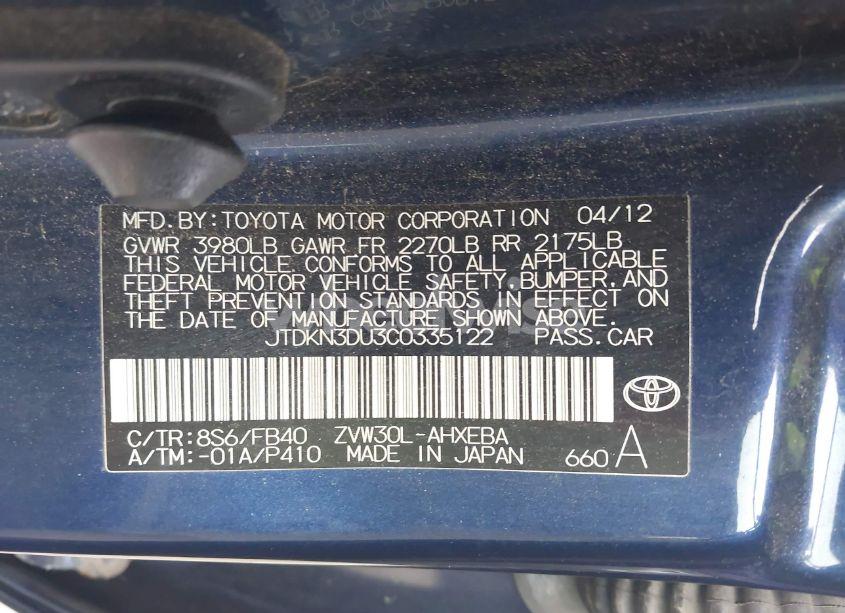 MFD.BY:TOYOTA MOTOR CORPORATION 04/12
GVWR 3980LB GAWR FR 2270LB RR 2175LB
THIS VEHICLE CONFORMS TO ALL APPLICABLE
FEDERAL MOTOR VEHICLE SAFETY,BUMPER,AND
THEFT PREVENTION STANDARDS IN EFFECT ON
THE DATE OF MANUFACTURE SHOWN ABOVE.
JTDKN3DU3C0335122 PASS.CAR
C/TR:8S6/FB40 ZVW30L-AHXEBA
A/TM:-01A/P410 MADE IN JAPAN 660 A